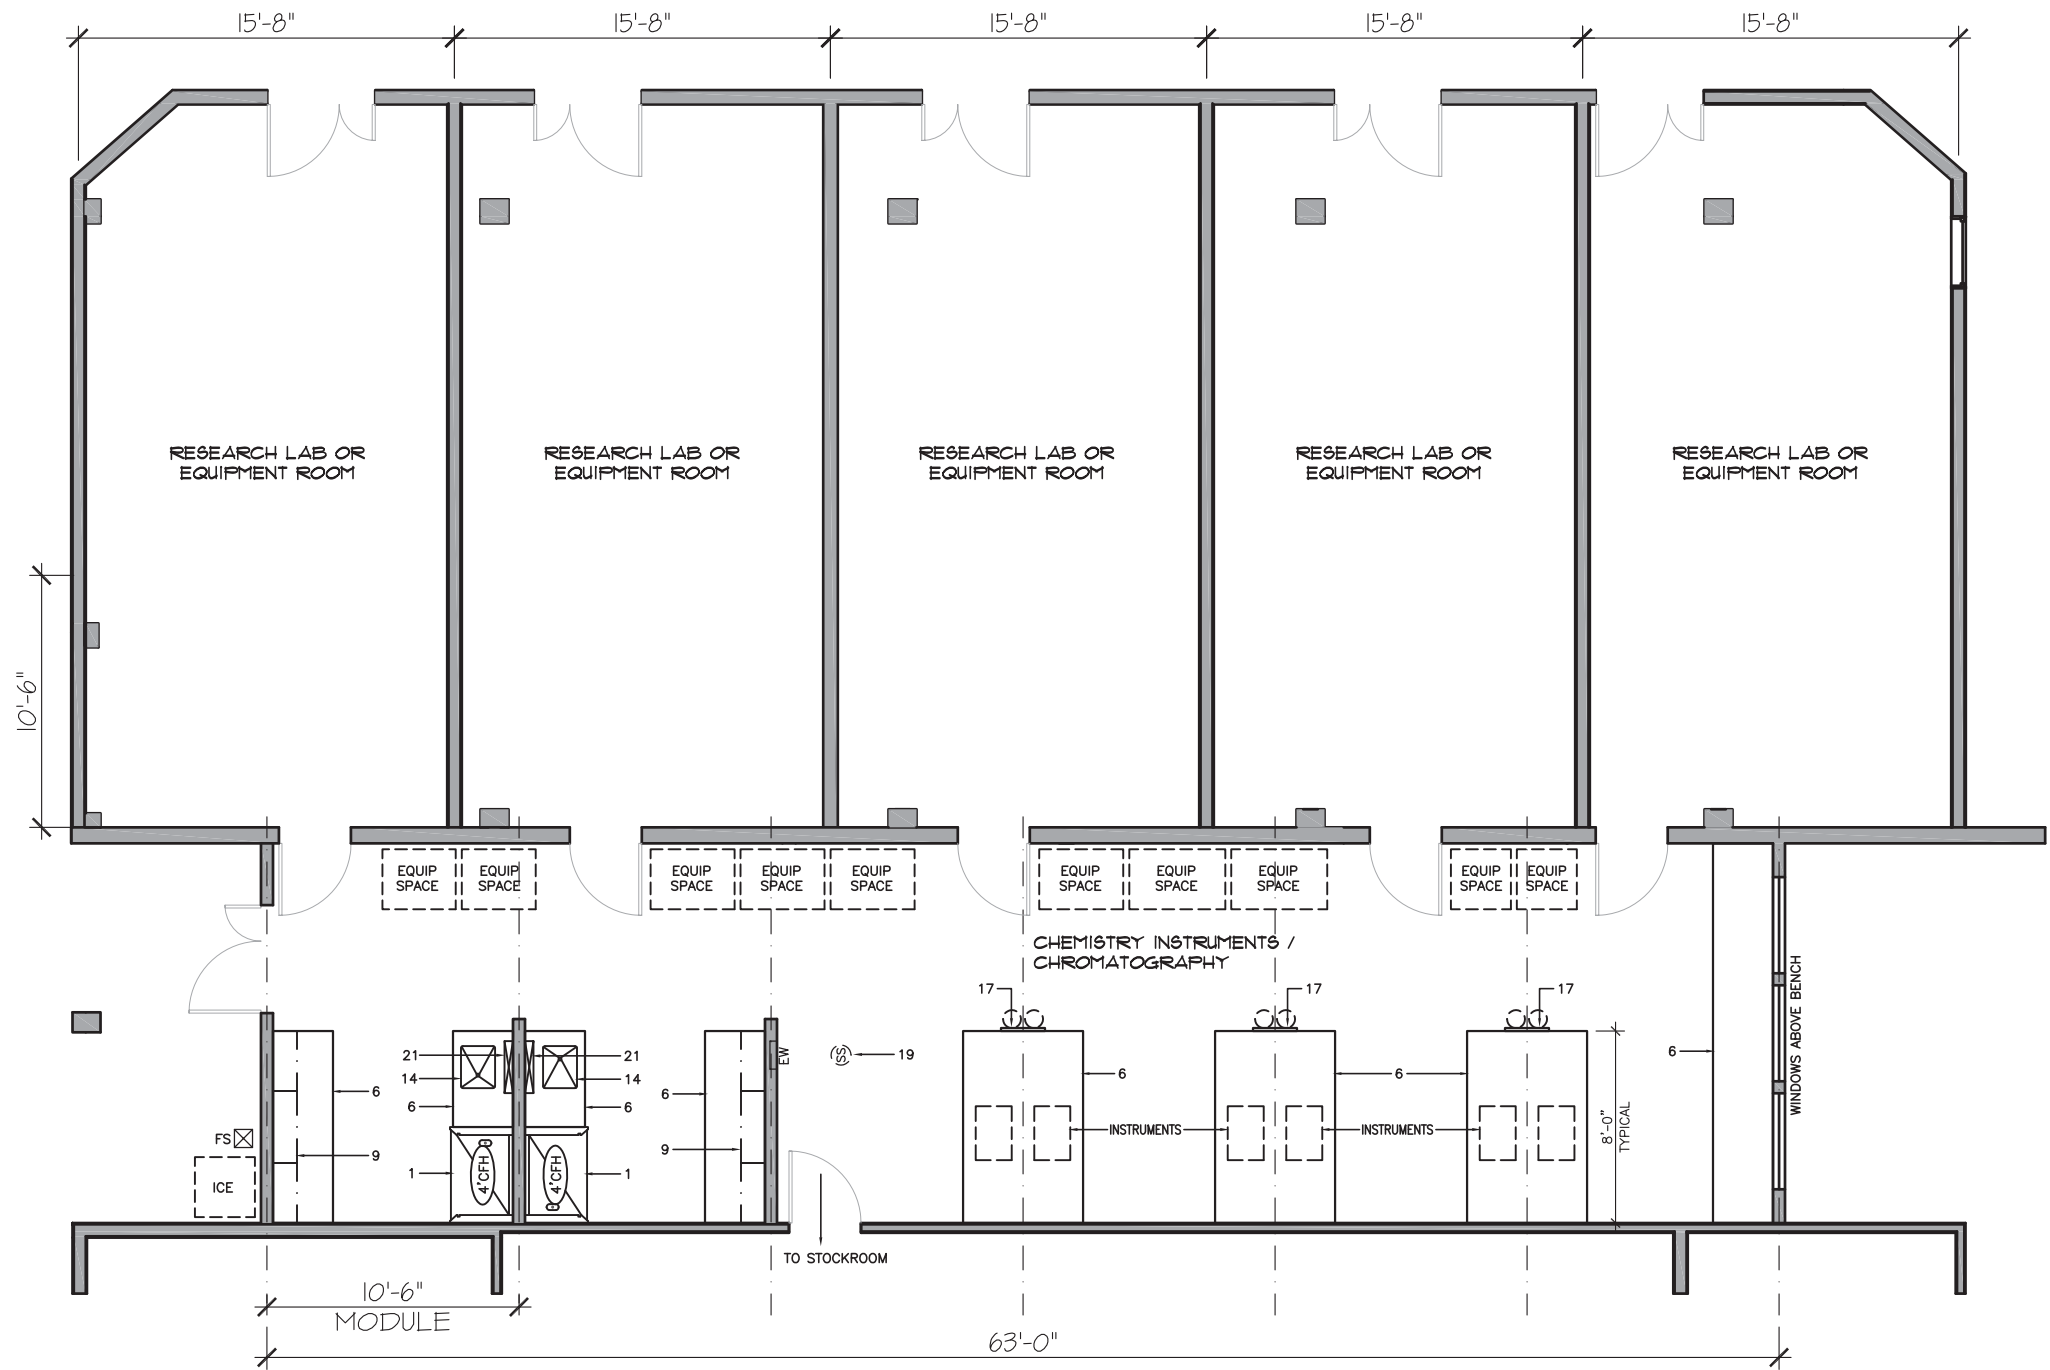 15'-8" 15'-8" 15'-8" 15'-8" 15'-8"
RESEARCH LAB OR
EQUIPMENT ROOM
RESEARCH LAB OR
EQUIPMENT ROOM
RESEARCH LAB OR
EQUIPMENT ROOM
RESEARCH LAB OR
EQUIPMENT ROOM
RESEARCH LAB OR
EQUIPMENT ROOM
10'-6"
EQUIP
SPACE
EQUIP
SPACE
EQUIP
SPACE
EQUIP
SPACE
EQUIP
SPACE
EQUIP
SPACE
EQUIP
SPACE
EQUIP
SPACE
EQUIP
SPACE
EQUIP
SPACE
CHEMISTRY INSTRUMENTS /
CHROMATOGRAPHY
17 17 17
WINDOWS ABOVE BENCH
21 21
EW
SS
19
6
14 14
6 6 6 6
6 6
8'-0"
TYPICAL
INSTRUMENTS INSTRUMENTS
FS
9 9
1 1
4'CFH 4'CFH
ICE
TO STOCKROOM
10'-6"
MODULE
63'-0"